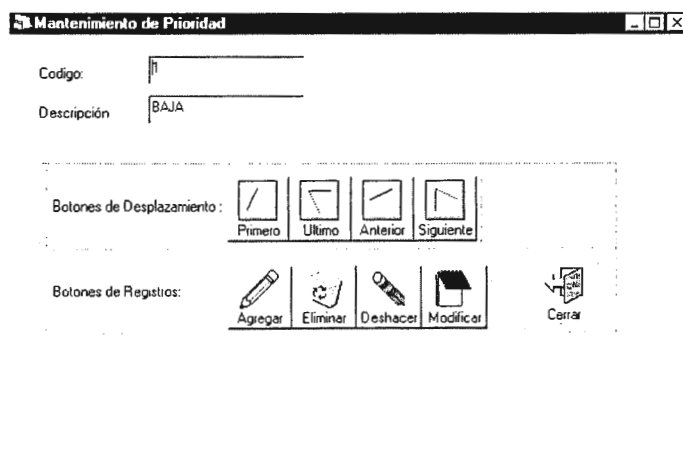 Mantenimiento de Prioridad
Codigo:
Descripción BAJA
Botones de Desplazamiento :
Primero Ultimo Anterior Siguiente
Botones de Registros:
Agregar Eliminar Deshacer Modificar Cerrar